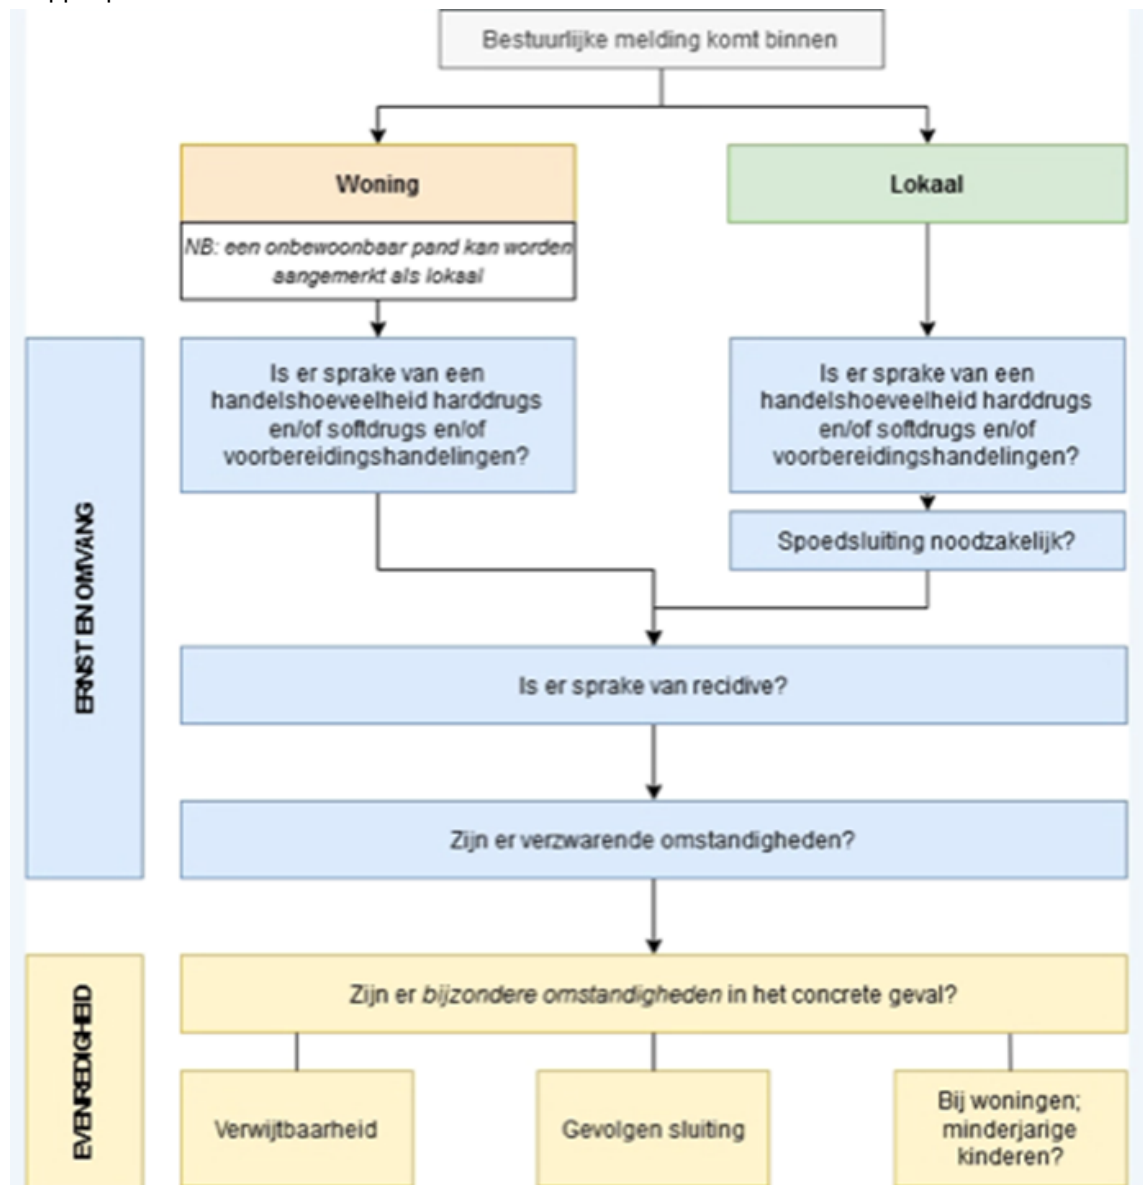 Bestuurlijke melding komt binnen
Woning
Lokaal
NB: een onbewoonbaar pand kan worden
aangemerkt als lokaal
Is er sprake van een
handelshoeveelheid harddrugs
en/of softdrugs en/of
voorbereidingshandelingen?
Is er sprake van een
handelshoeveelheid harddrugs
en/of softdrugs en/of
voorbereidingshandelingen?
Spoedsluiting noodzakelijk?
ERNST EN OMVANG
Is er sprake van recidive?
Zijn er verzwarende omstandigheden?
EVENREDIGHEID
Zijn er bijzondere omstandigheden in het concrete geval?
Verwijtbaarheid
Gevolgen sluiting
Bij woningen;
minderjarige
kinderen?